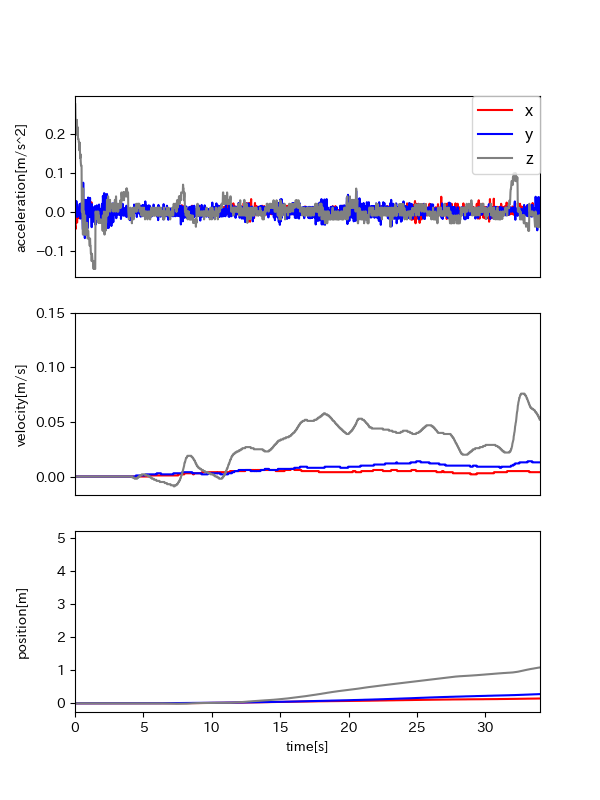 x
y
z
acceleration[m/s^2]
0.2
0.1
0.0
−0.1
velocity[m/s]
0.15
0.10
0.05
0.00
position[m]
5
4
3
2
1
0
0 5 10 15 20 25 30
time[s]